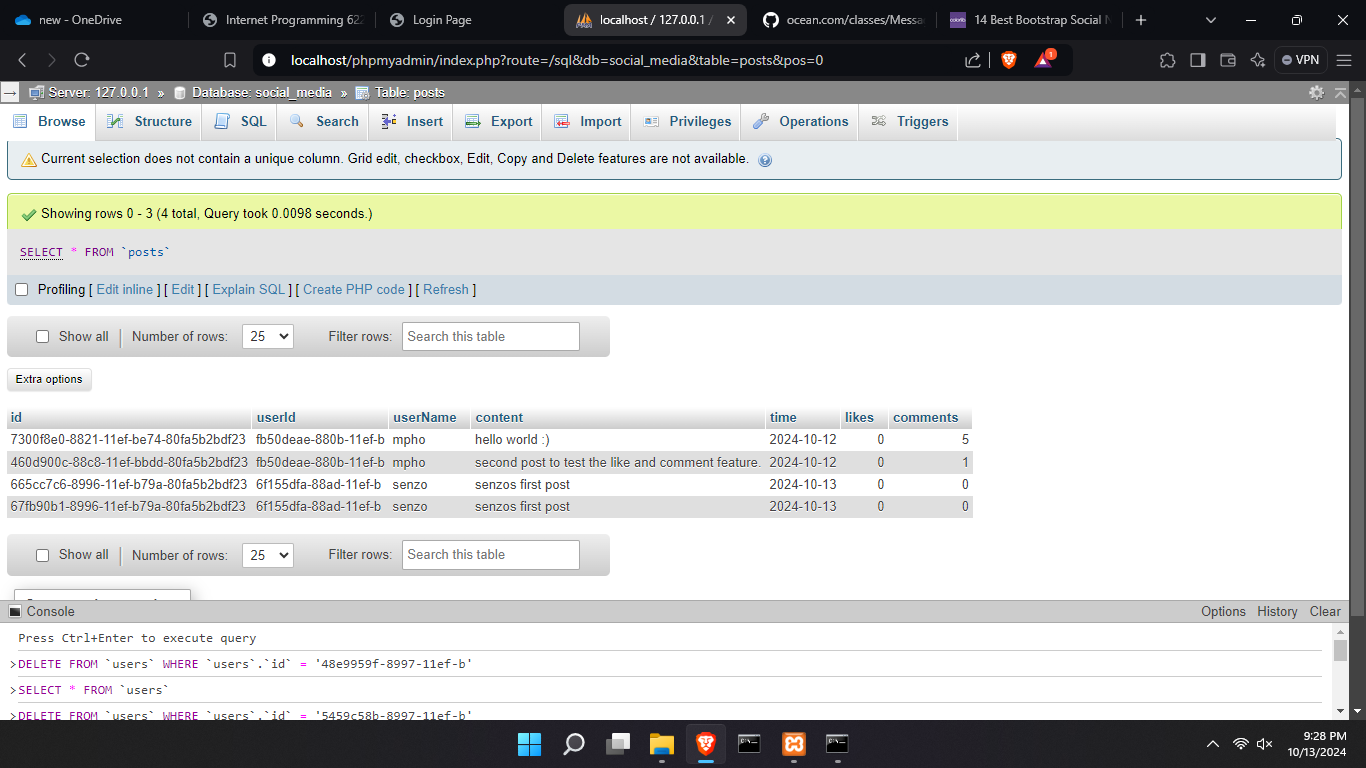 new - OneDrive
Internet Programming 622
Login Page
localhost / 127.0.0.1 /
ocean.com/classes/Messa
14 Best Bootstrap Social N
localhost/phpmyadmin/index.php?route=/sql&db=social_media&table=posts&pos=0
1
VPN
Server: 127.0.0.1 » Database: social_media » Table: posts
Browse Structure SQL Search Insert Export Import Privileges Operations Triggers
Current selection does not contain a unique column. Grid edit, checkbox, Edit, Copy and Delete features are not available.
Showing rows 0 - 3 (4 total, Query took 0.0098 seconds.)
SELECT * FROM `posts`
Profiling [ Edit inline ] [ Edit ] [ Explain SQL ] [ Create PHP code ] [ Refresh ]
Show all Number of rows: 25 Filter rows: Search this table
Extra options
id userId userName content time likes comments
7300f8e0-8821-11ef-be74-80fa5b2bdf23 fb50deae-880b-11ef-b mpho hello world :) 2024-10-12 0 5
460d900c-88c8-11ef-bbdd-80fa5b2bdf23 fb50deae-880b-11ef-b mpho second post to test the like and comment feature. 2024-10-12 0 1
665cc7c6-8996-11ef-b79a-80fa5b2bdf23 6f155dfa-88ad-11ef-b senzo senzos first post 2024-10-13 0 0
67fb90b1-8996-11ef-b79a-80fa5b2bdf23 6f155dfa-88ad-11ef-b senzo senzos first post 2024-10-13 0 0
Show all Number of rows: 25 Filter rows: Search this table
Console Options History Clear
Press Ctrl+Enter to execute query
>DELETE FROM `users` WHERE `users`.`id` = '48e9959f-8997-11ef-b'
>SELECT * FROM `users`
>DELETE FROM `users` WHERE `users`.`id` = '5459c58b-8997-11ef-b'
9:28 PM
10/13/2024